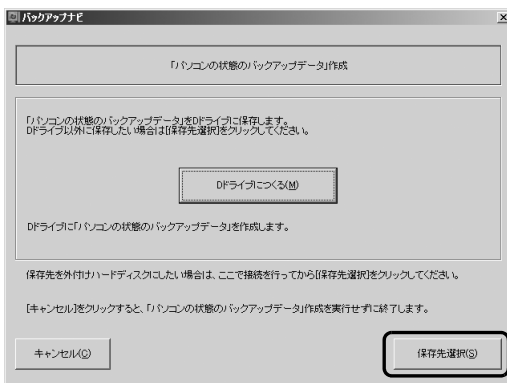 バックアップナビ
「パソコンの状態のバックアップデータ」作成
「パソコンの状態のバックアップデータ」をDドライブに保存します。
Dドライブ以外に保存したい場合は[保存先選択]をクリックしてください。
Dドライブにつくる(M)
Dドライブに「パソコンの状態のバックアップデータ」を作成します。
保存先を外付けハードディスクにしたい場合は、ここで接続を行ってから[保存先選択]をクリックしてください。
[キャンセル]をクリックすると、「パソコンの状態のバックアップデータ」作成を実行せずに終了します。
キャンセル(C)
保存先選択(S)